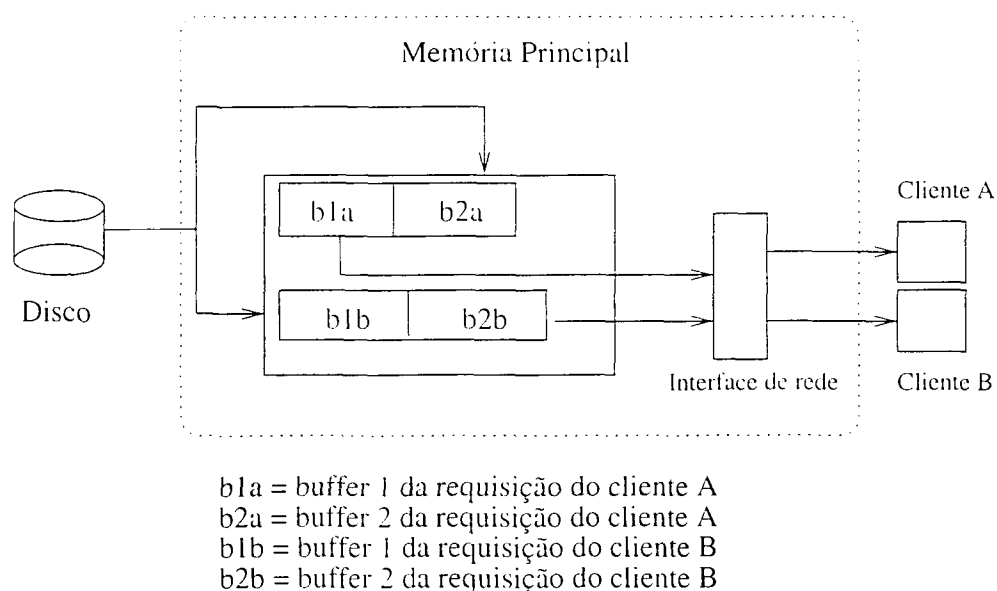 Memória Principal
Cliente A
b1a
b2a
Disco
b1b
b2b
Interface de rede
Cliente B
b1a = buffer 1 da requisição do cliente A
b2a = buffer 2 da requisição do cliente A
b1b = buffer 1 da requisição do cliente B
b2b = buffer 2 da requisição do cliente B